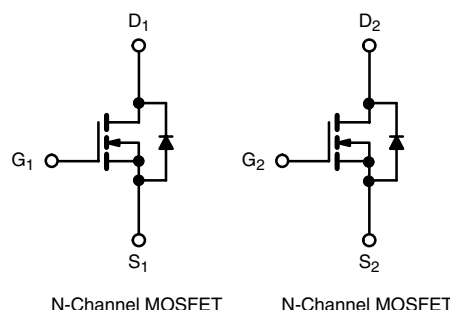 D1 D2
G1 G2
S1 S2
N-Channel MOSFET N-Channel MOSFET